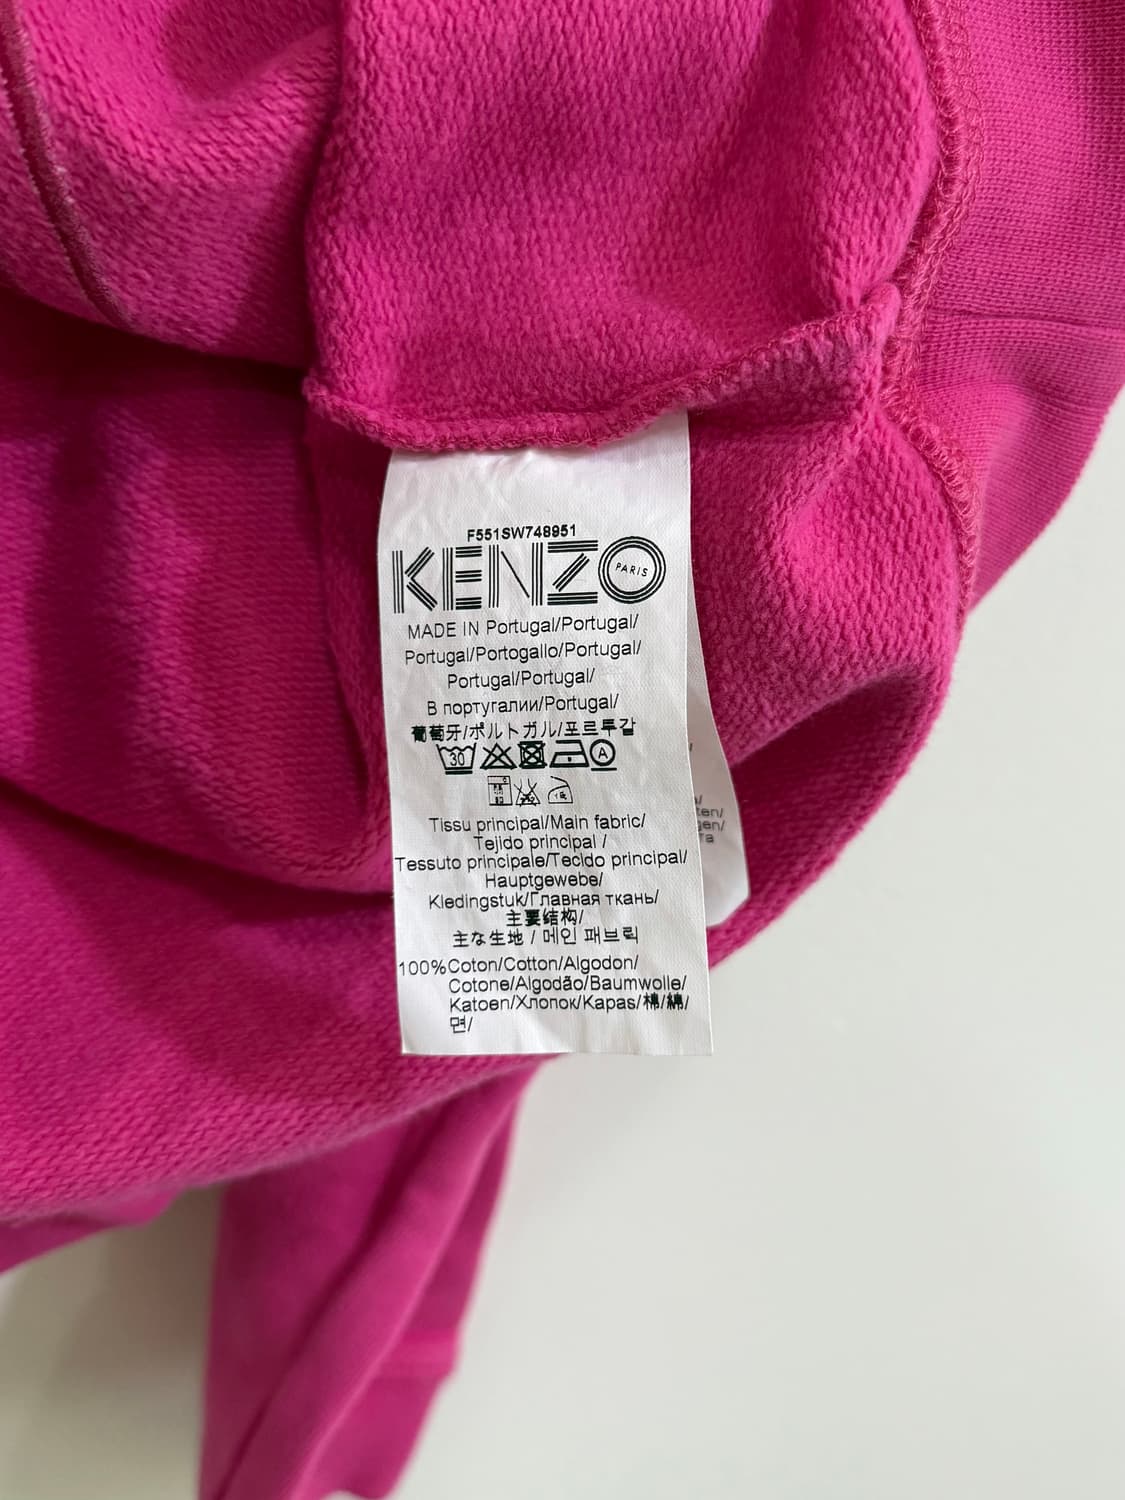 F551SW748951
KENZO
PARIS
MADE IN Portugal/Portugal/
Portugal/Portogallo/Portugal/
Portugal/Portugal/
В португалии/Portugal/
葡萄牙/ポルトガル/포르투갈
30
A
Tissu principal/Main fabric/
Tejido principal /
Tessuto principale/Tecido principal/
Hauptgewebe/
Kledingstuk/Главная ткань/
主要结构/
主な生地 / 메인 패브릭
100%Coton/Cotton/Algodon/
Cotone/Algodão/Baumwolle/
Katoen/Хлопок/Kapas/棉/綿/
면/